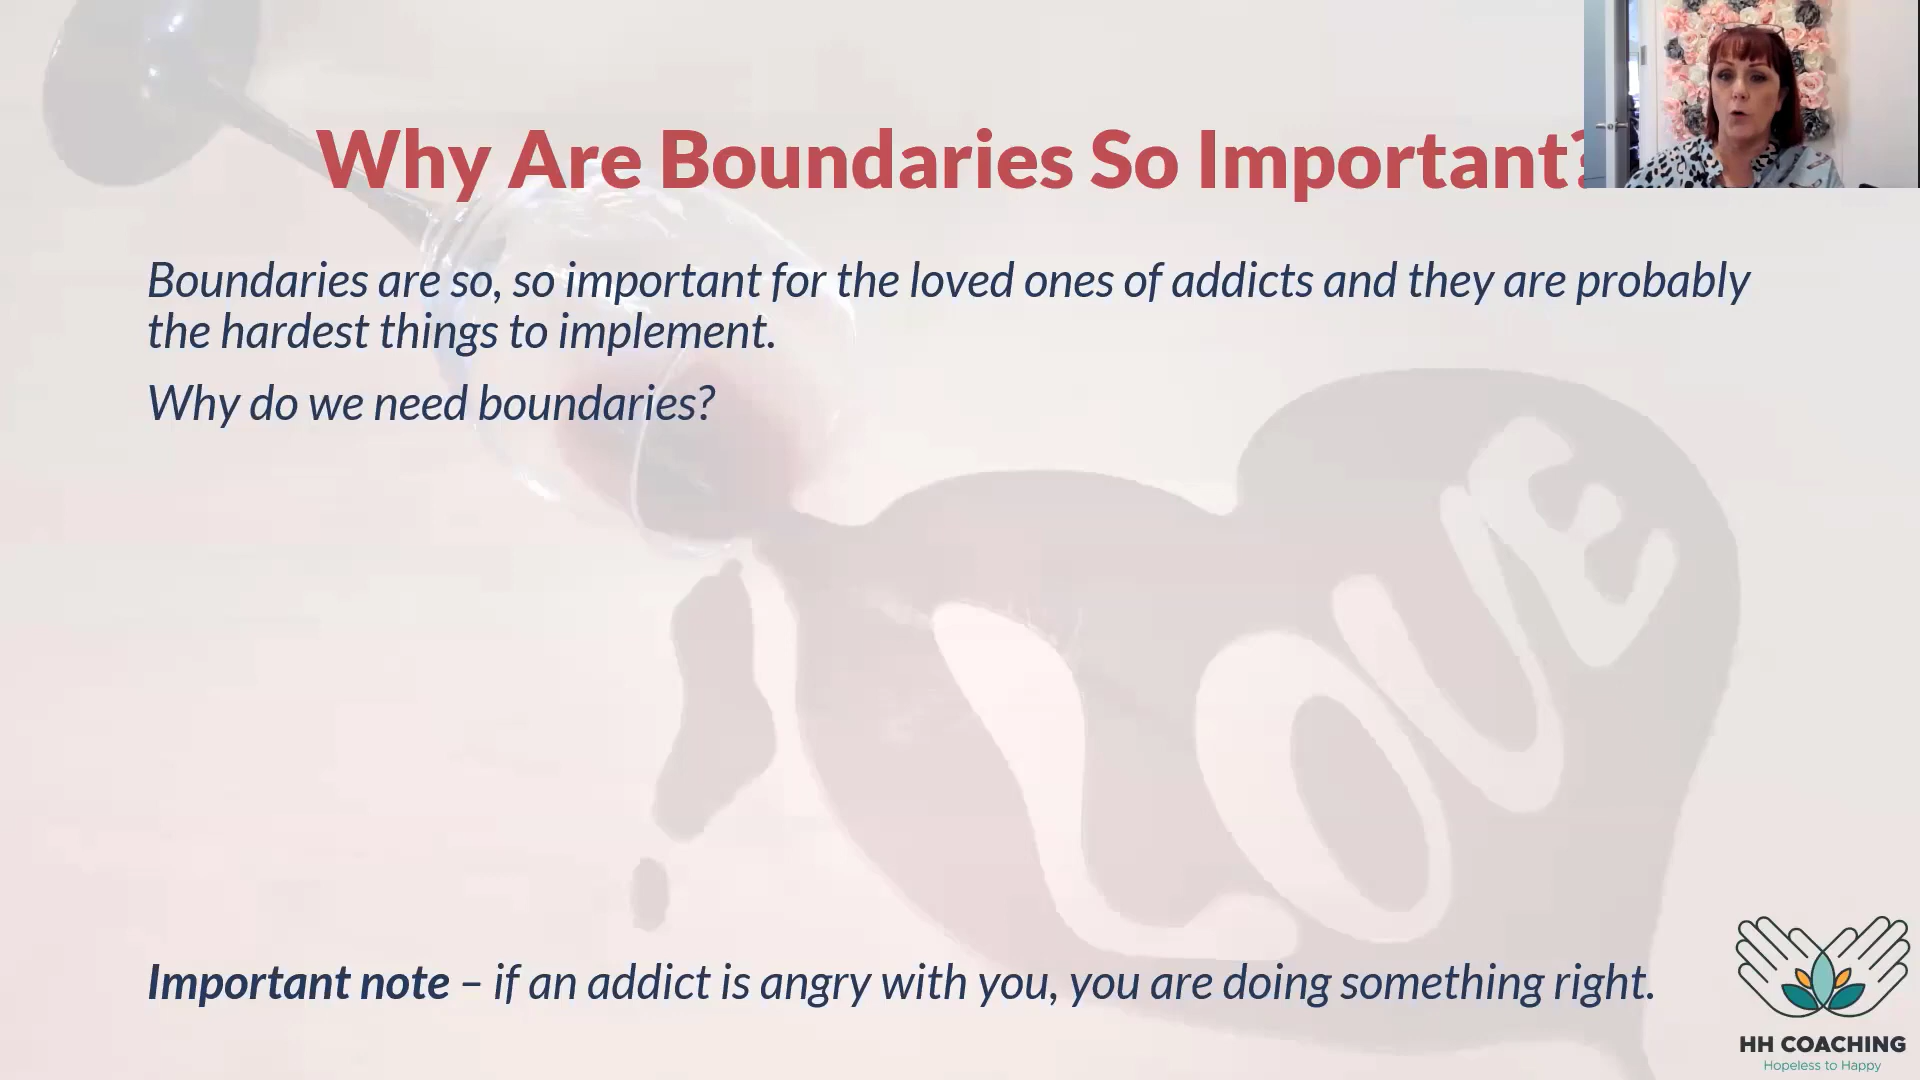 Why Are Boundaries So Important?
Boundaries are so, so important for the loved ones of addicts and they are probably
the hardest things to implement.
Why do we need boundaries?
LOVE
Important note – if an addict is angry with you, you are doing something right.
HH COACHING
Hopeless to Happy